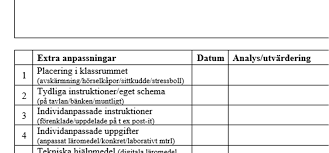 Extra anpassningar Datum Analys/utvärdering
1 Placering i klassrummet
(avskärmning/hörselkåpor/sittkudde/stressboll)
2 Tydliga instruktioner/eget schema
(på tavlan/bänken/muntligt)
3 Individanpassade instruktioner
(förenklade/uppdelade på t ex post-it)
4 Individanpassade uppgifter
(anpassat läromedel/konkret/laborativt mtrl)
Tekniska hjälpmedel (digitala läromedel